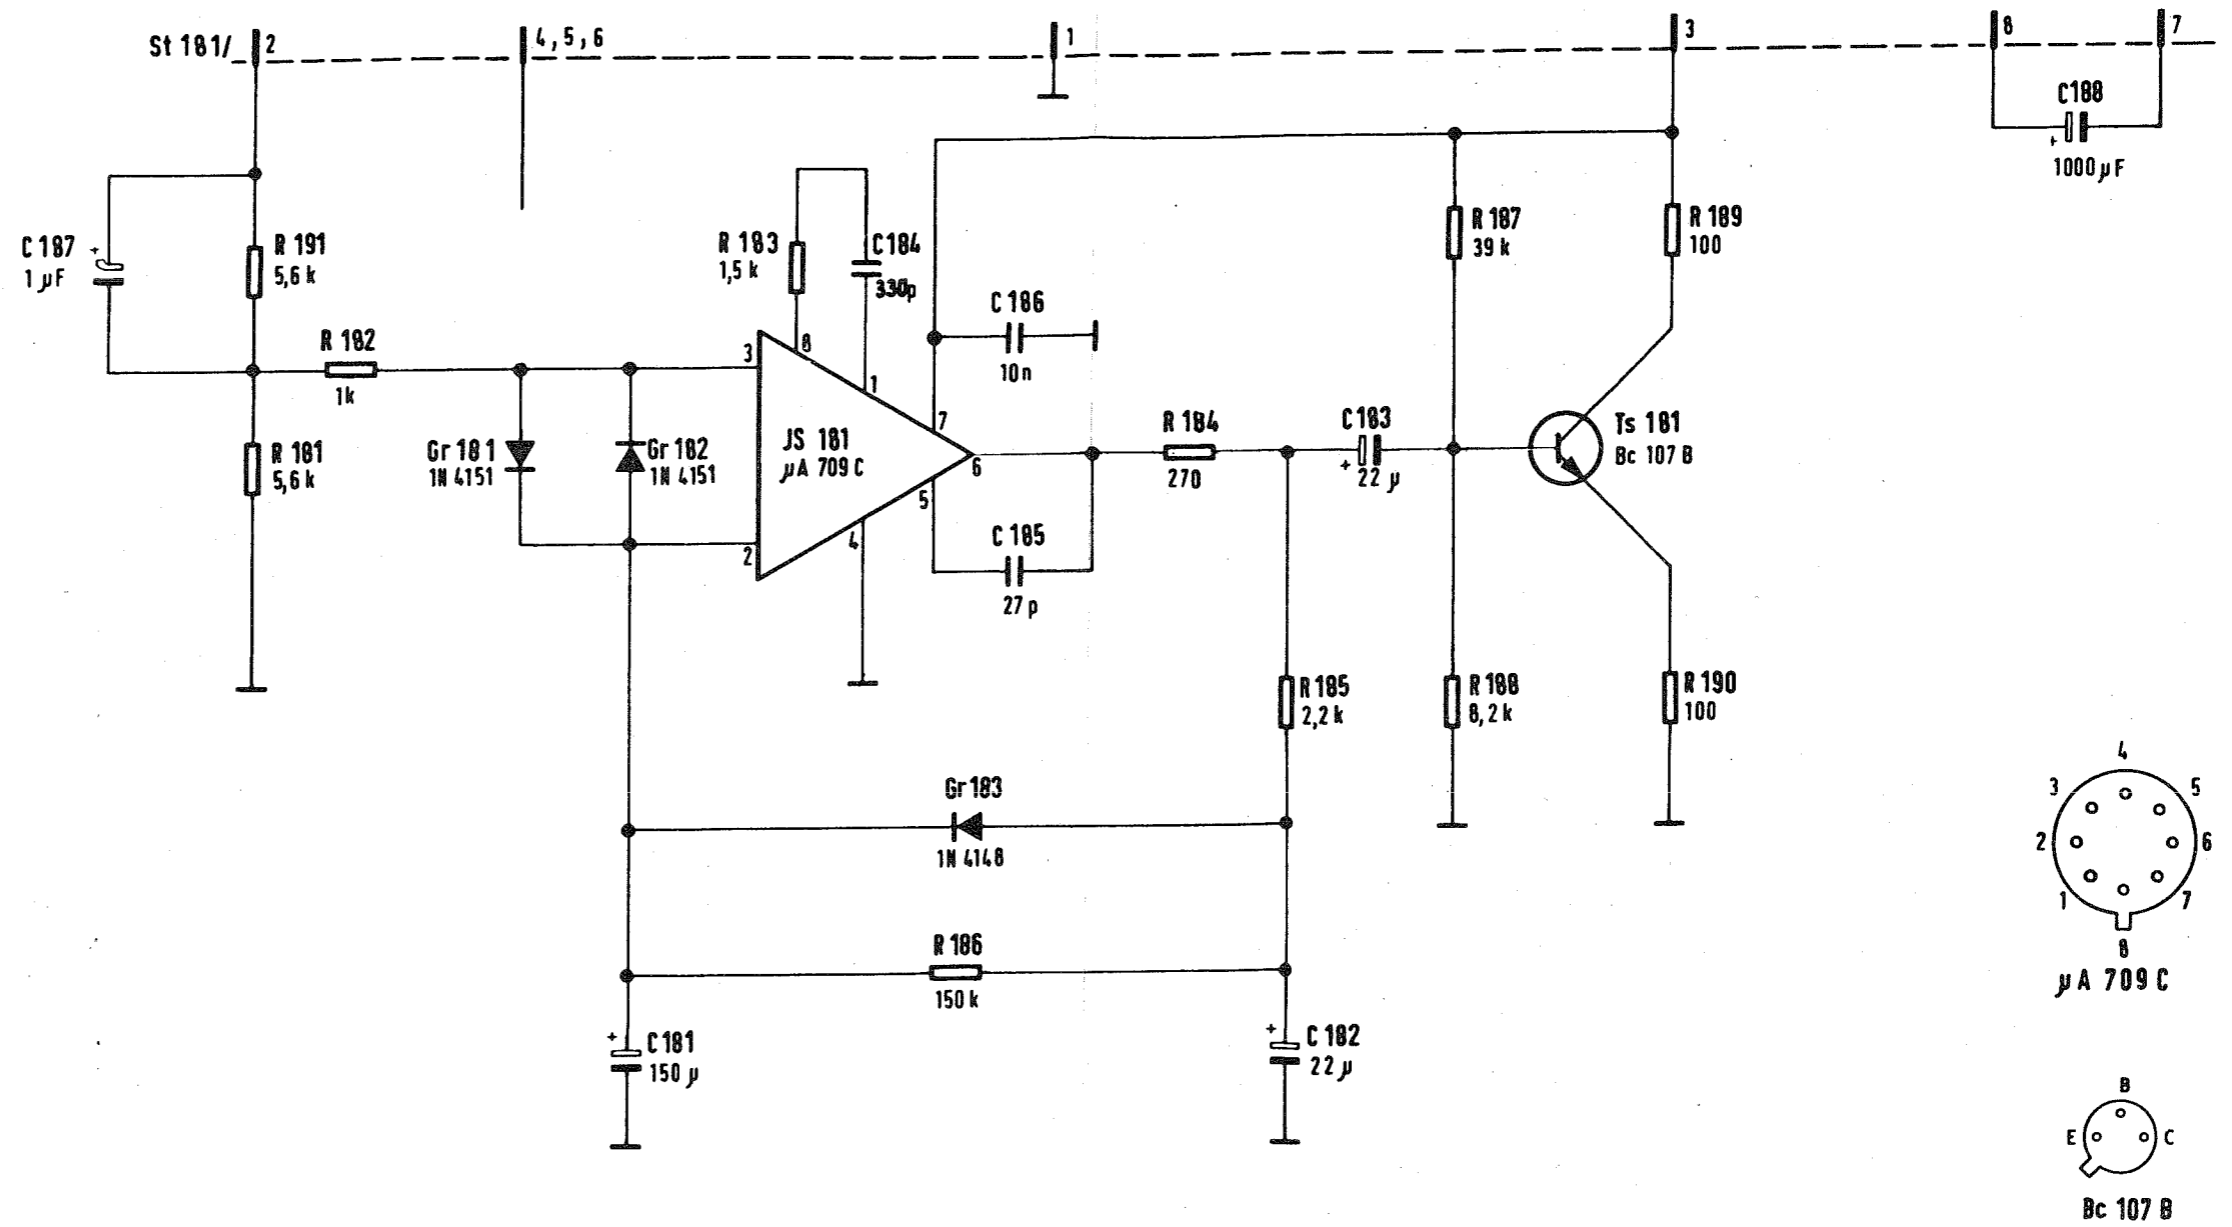 St 181/ 2
4, 5, 6
1
3
8
7
C188
+
1000 µF
C 187
1 µF
+
R 191
5,6 k
R 183
1,5 k
C184
330p
R 187
39 k
R 189
100
C 186
10n
R 182
1k
3
8
1
7
R 181
5,6 k
Gr 181
1N 4151
Gr 182
1N 4151
JS 181
µA 709 C
6
5
4
2
R 184
270
C 183
+
22 µ
Ts 181
Bc 107 B
C 185
27 p
R 185
2,2 k
R 188
8,2 k
R 190
100
Gr 183
1N 4148
R 186
150 k
+
C 181
150 µ
+
C 182
22 µ
4
3
5
2
6
1
7
8
µA 709 C
B
E
C
Bc 107 B